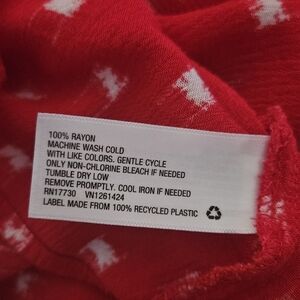 100% RAYON
MACHINE WASH COLD
WITH LIKE COLORS. GENTLE CYCLE
ONLY NON-CHLORINE BLEACH IF NEEDED
TUMBLE DRY LOW
REMOVE PROMPTLY. COOL IRON IF NEEDED
RN17730 VN1261424
LABEL MADE FROM 100% RECYCLED PLASTIC